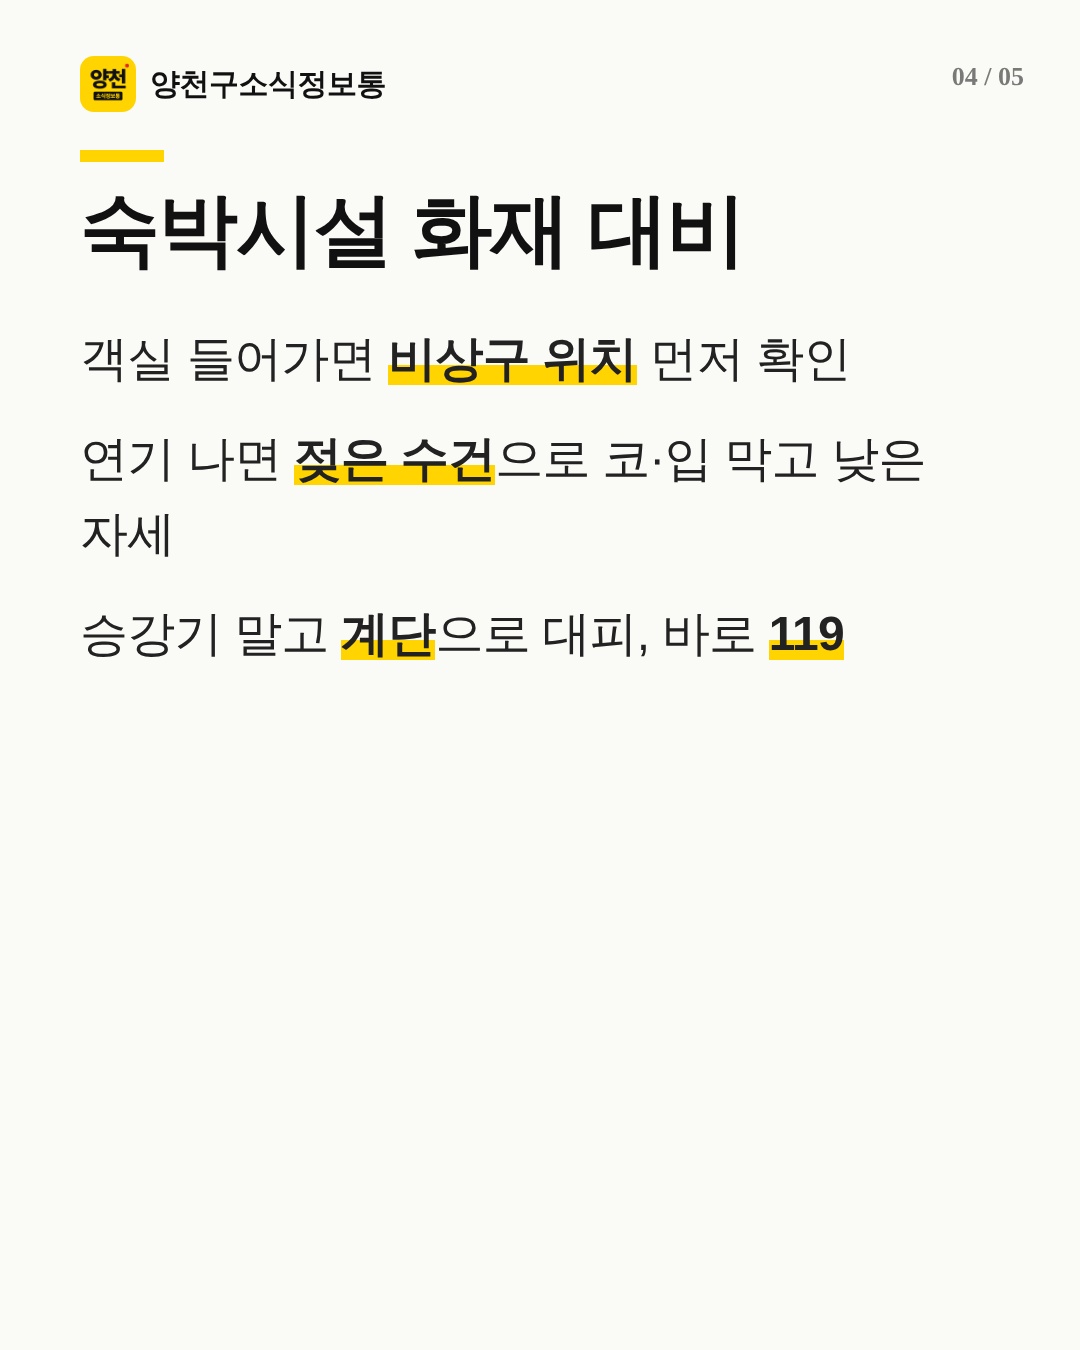 양천
소식정보통
양천구소식정보통
04 / 05
숙박시설 화재 대비
객실 들어가면 비상구 위치 먼저 확인
연기 나면 젖은 수건으로 코·입 막고 낮은
자세
승강기 말고 계단으로 대피, 바로 119